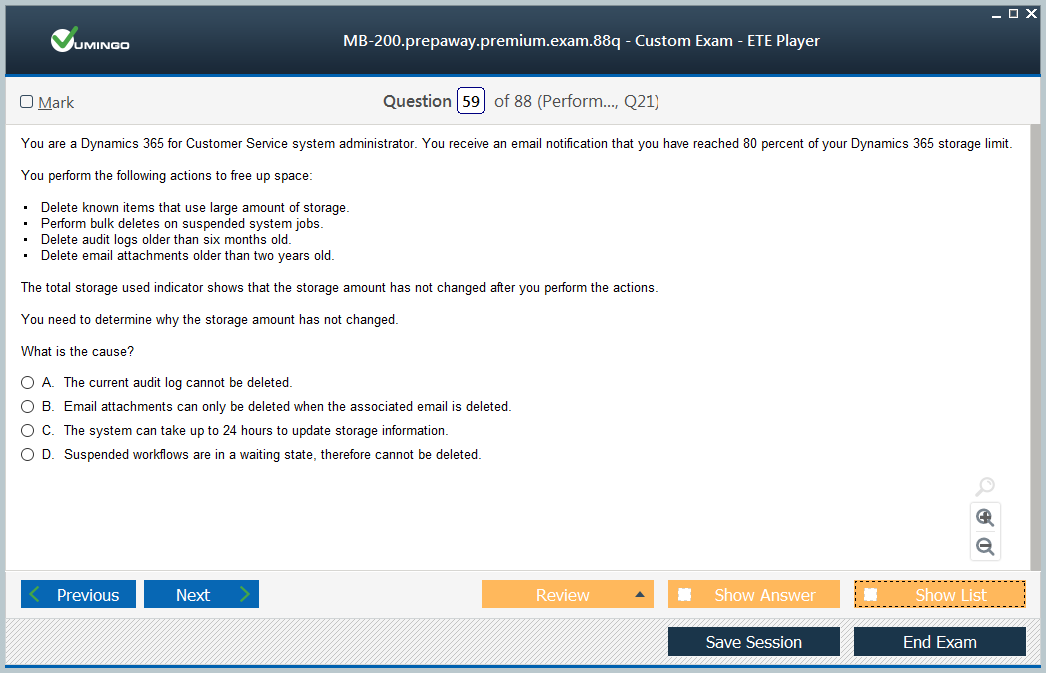 VUMINGO
MB-200.prepaway.premium.exam.88q - Custom Exam - ETE Player
Mark
Question 59 of 88 (Perform..., Q21)
You are a Dynamics 365 for Customer Service system administrator. You receive an email notification that you have reached 80 percent of your Dynamics 365 storage limit.
You perform the following actions to free up space:
▪ Delete known items that use large amount of storage.
▪ Perform bulk deletes on suspended system jobs.
▪ Delete audit logs older than six months old.
▪ Delete email attachments older than two years old.
The total storage used indicator shows that the storage amount has not changed after you perform the actions.
You need to determine why the storage amount has not changed.
What is the cause?
A. The current audit log cannot be deleted.
B. Email attachments can only be deleted when the associated email is deleted.
C. The system can take up to 24 hours to update storage information.
D. Suspended workflows are in a waiting state, therefore cannot be deleted.
Previous Next Review Show Answer Show List
Save Session End Exam